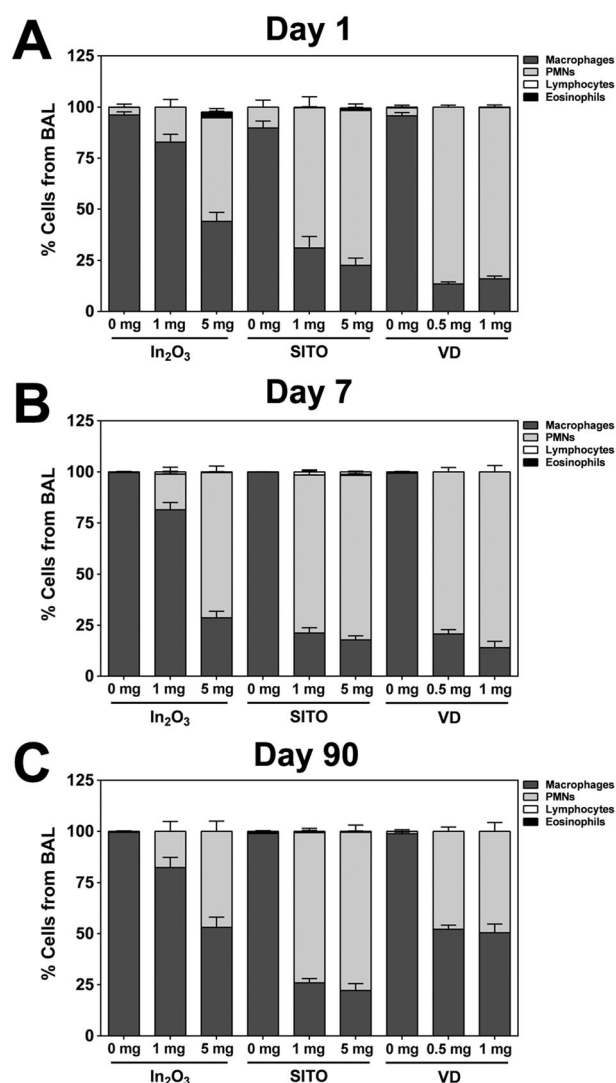 A
Day 1
Macrophages
PMNs
Lymphocytes
Eosinophils
% Cells from BAL
125
100
75
50
25
0
0 mg 1 mg 5 mg 0 mg 1 mg 5 mg 0 mg 0.5 mg 1 mg
In₂O₃ SITO VD
B
Day 7
Macrophages
PMNs
Lymphocytes
Eosinophils
% Cells from BAL
125
100
75
50
25
0
0 mg 1 mg 5 mg 0 mg 1 mg 5 mg 0 mg 0.5 mg 1 mg
In₂O₃ SITO VD
C
Day 90
Macrophages
PMNs
Lymphocytes
Eosinophils
% Cells from BAL
125
100
75
50
25
0
0 mg 1 mg 5 mg 0 mg 1 mg 5 mg 0 mg 0.5 mg 1 mg
In₂O₃ SITO VD